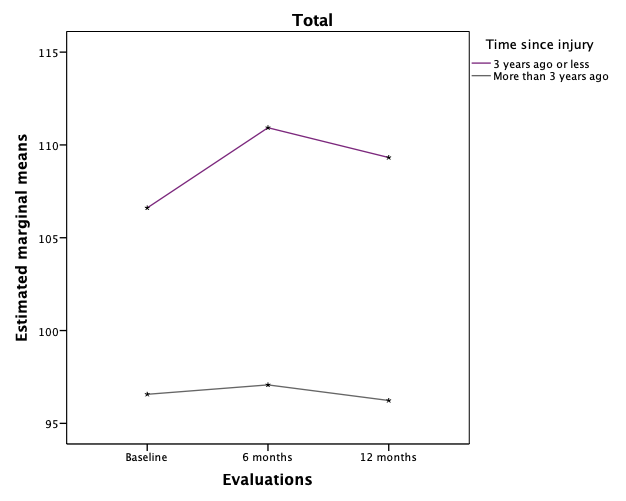 Total
Time since injury
3 years ago or less
More than 3 years ago
Estimated marginal means
115
110
105
100
95
Baseline
6 months
12 months
Evaluations